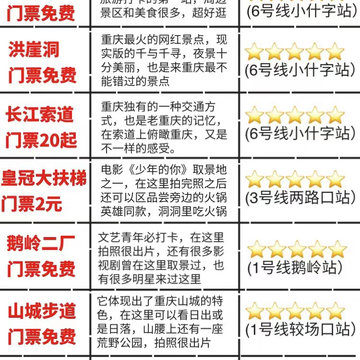 门票免费
旅游打卡的第一站，周边
景区和美食很多，超好逛
(6号线小什字站)
洪崖洞
门票免费
重庆最火的网红景点，现
实版的千与千寻，夜景十
分美丽，也是来重庆最不
能错过的景点
(6号线小什字站)
长江索道
门票20起
重庆独有的一种交通方
式，也是老重庆的记忆，
在索道上俯瞰重庆，又是
不一样的感受。
(6号线小什字站)
皇冠大扶梯
门票2元
电影《少年的你》取景地
之一，在这里拍完照之后
还可以区品尝旁边的火锅
英雄同款，洞洞里吃火锅
(3号线两路口站)
鹅岭二厂
门票免费
文艺青年必打卡，在这里
拍照很出片，还有很多影
视剧曾在这里取景过，也
有很多明星来过这里
(1号线鹅岭站)
山城步道
门票免费
它体现出了重庆山城的特
色，在这里可以看日出或
是日落，山腰上还有一座
荒野公园，拍照很出片
(1号线较场口站)